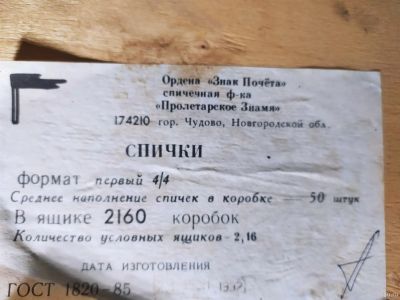 Ордена «Знак Почёта»
спичечная ф-ка
«Пролетарское Знамя»
174210 гор. Чудово, Новгородской обл.
СПИЧКИ
формат первый 4/4
Среднее наполнение спичек в коробке — 50 штук
В ящике 2160 коробок
Количество условных ящиков - 2,16
ДАТА ИЗГОТОВЛЕНИЯ
ГОСТ 1820-85